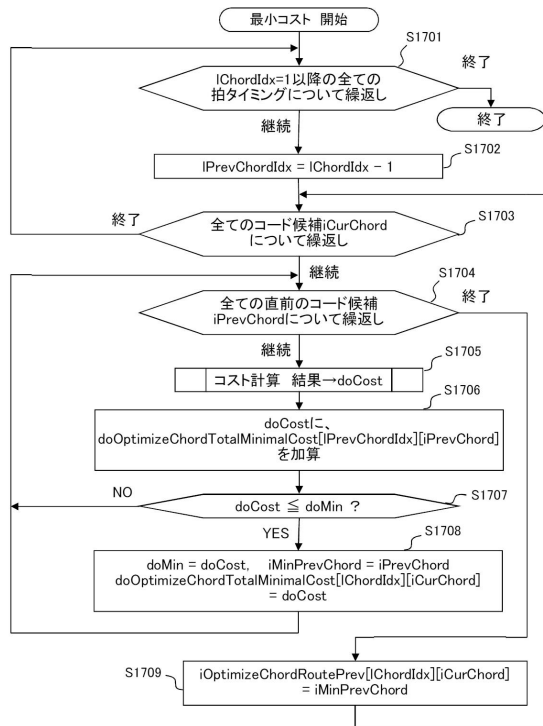 最小コスト 開始
S1701
lChordIdx=1以降の全ての
拍タイミングについて繰返し
終了
終了
継続
S1702
lPrevChordIdx = lChordIdx - 1
S1703
終了
全てのコード候補iCurChord
について繰返し
継続
S1704
全ての直前のコード候補
iPrevChordについて繰返し
終了
継続
S1705
コスト計算 結果→doCost
S1706
doCostに、
doOptimizeChordTotalMinimalCost[lPrevChordIdx][iPrevChord]
を加算
NO
S1707
doCost ≦ doMin ?
YES
S1708
doMin = doCost, iMinPrevChord = iPrevChord
doOptimizeChordTotalMinimalCost[lChordIdx][iCurChord]
= doCost
S1709
iOptimizeChordRoutePrev[lChordIdx][iCurChord]
= iMinPrevChord